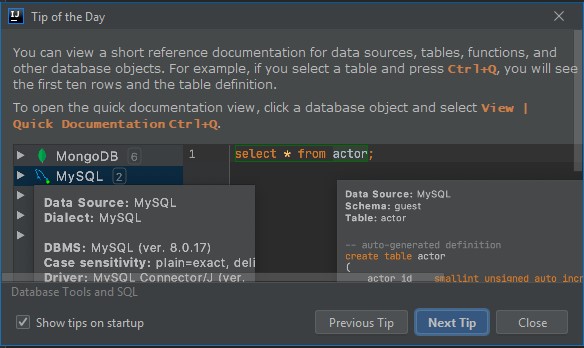 IJ Tip of the Day
You can view a short reference documentation for data sources, tables, functions, and
other database objects. For example, if you select a table and press Ctrl+Q, you will see
the first ten rows and the table definition.
To open the quick documentation view, click a database object and select View |
Quick Documentation Ctrl+Q.
MongoDB 6
MySQL 2
1 select * from actor;
Data Source: MySQL
Dialect: MySQL
DBMS: MySQL (ver. 8.0.17)
Case sensitivity: plain=exact, deli
Driver: MySQL Connector/J (ver.
Data Source: MySQL
Schema: guest
Table: actor
-- auto-generated definition
create table actor
(
actor_id smallint unsigned auto_incr
Database Tools and SQL
Show tips on startup
Previous Tip
Next Tip
Close